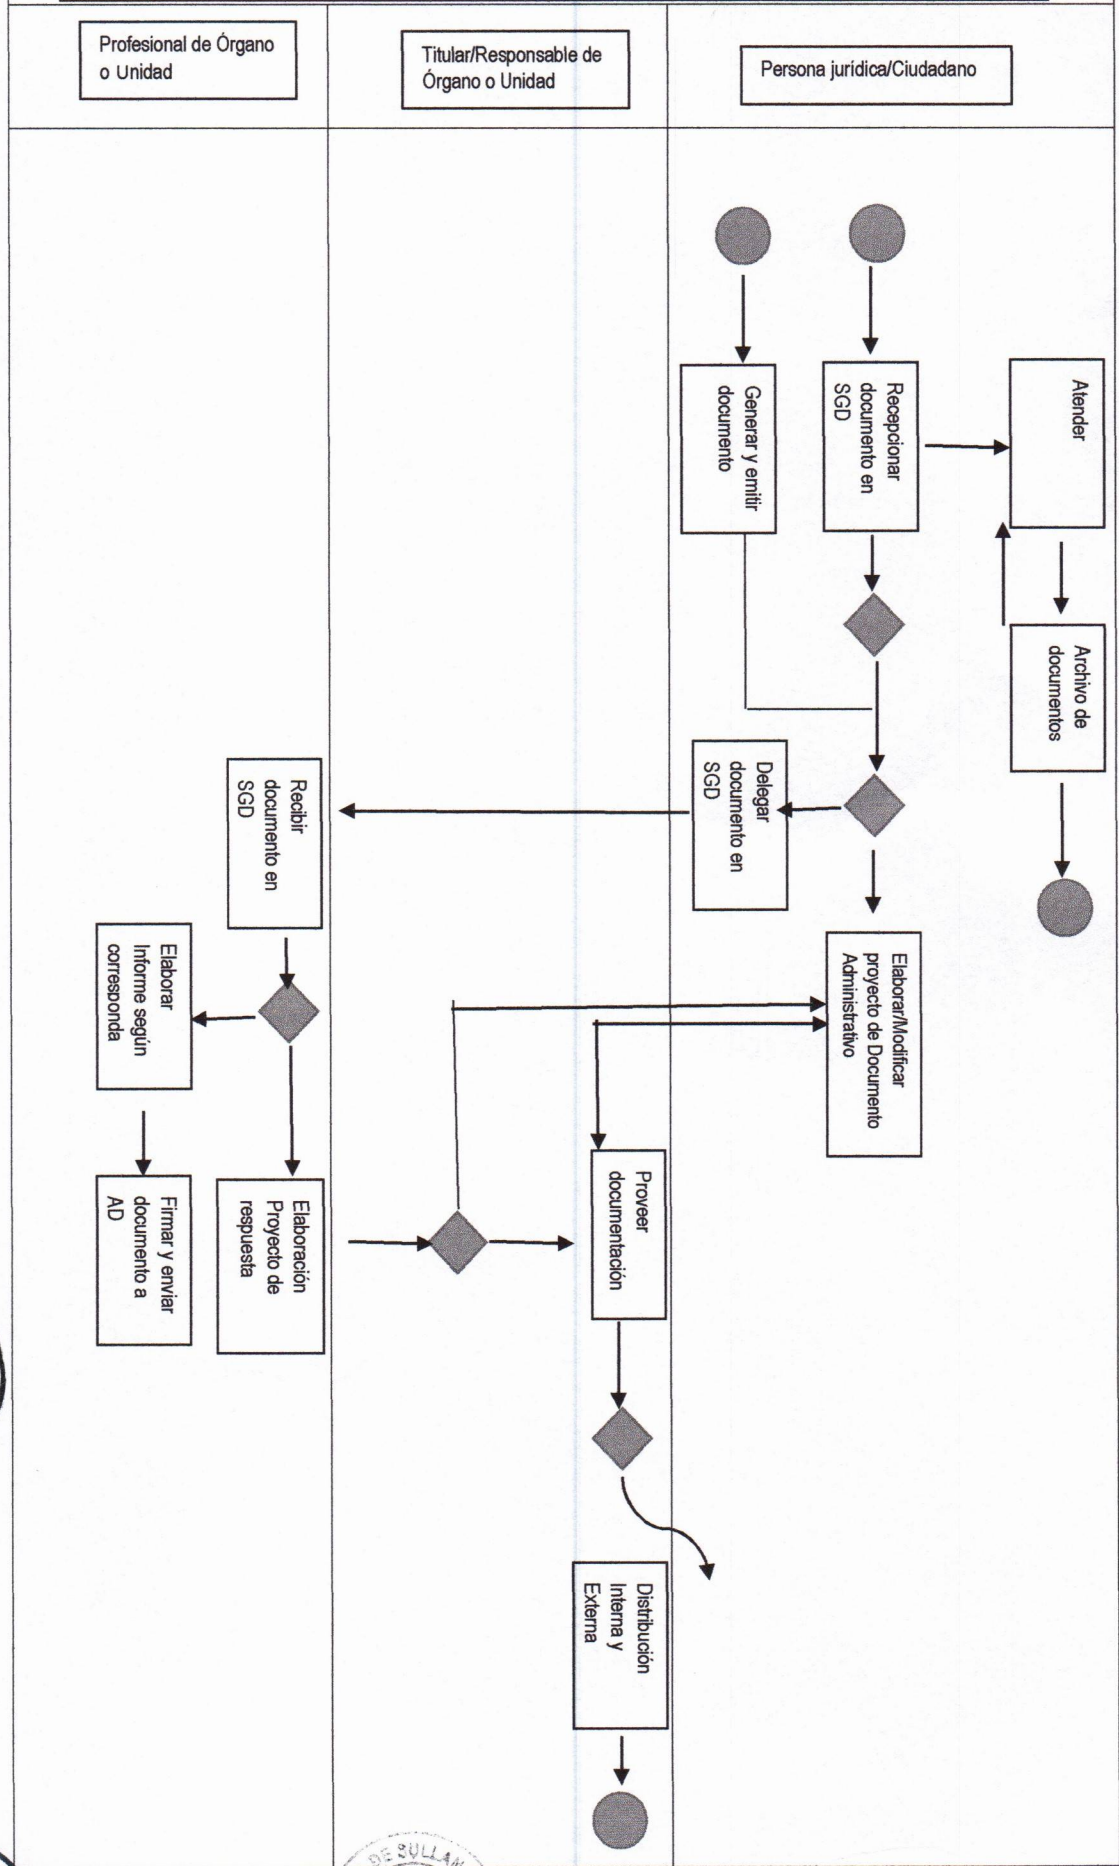 Profesional de Órgano
o Unidad
Titular/Responsable de
Órgano o Unidad
Persona jurídica/Ciudadano
Atender
Archivo de
documentos
Recepcionar
documento en
SGD
Generar y emitir
documento
Delegar
documento en
SGD
Elaborar/Modificar
proyecto de Documento
Administrativo
Recibir
documento en
SGD
Elaborar
Informe según
corresponda
Elaboración
Proyecto de
respuesta
Firmar y enviar
documento a
AD
Proveer
documentación
Distribución
Interna y
Externa
DE SULLAN